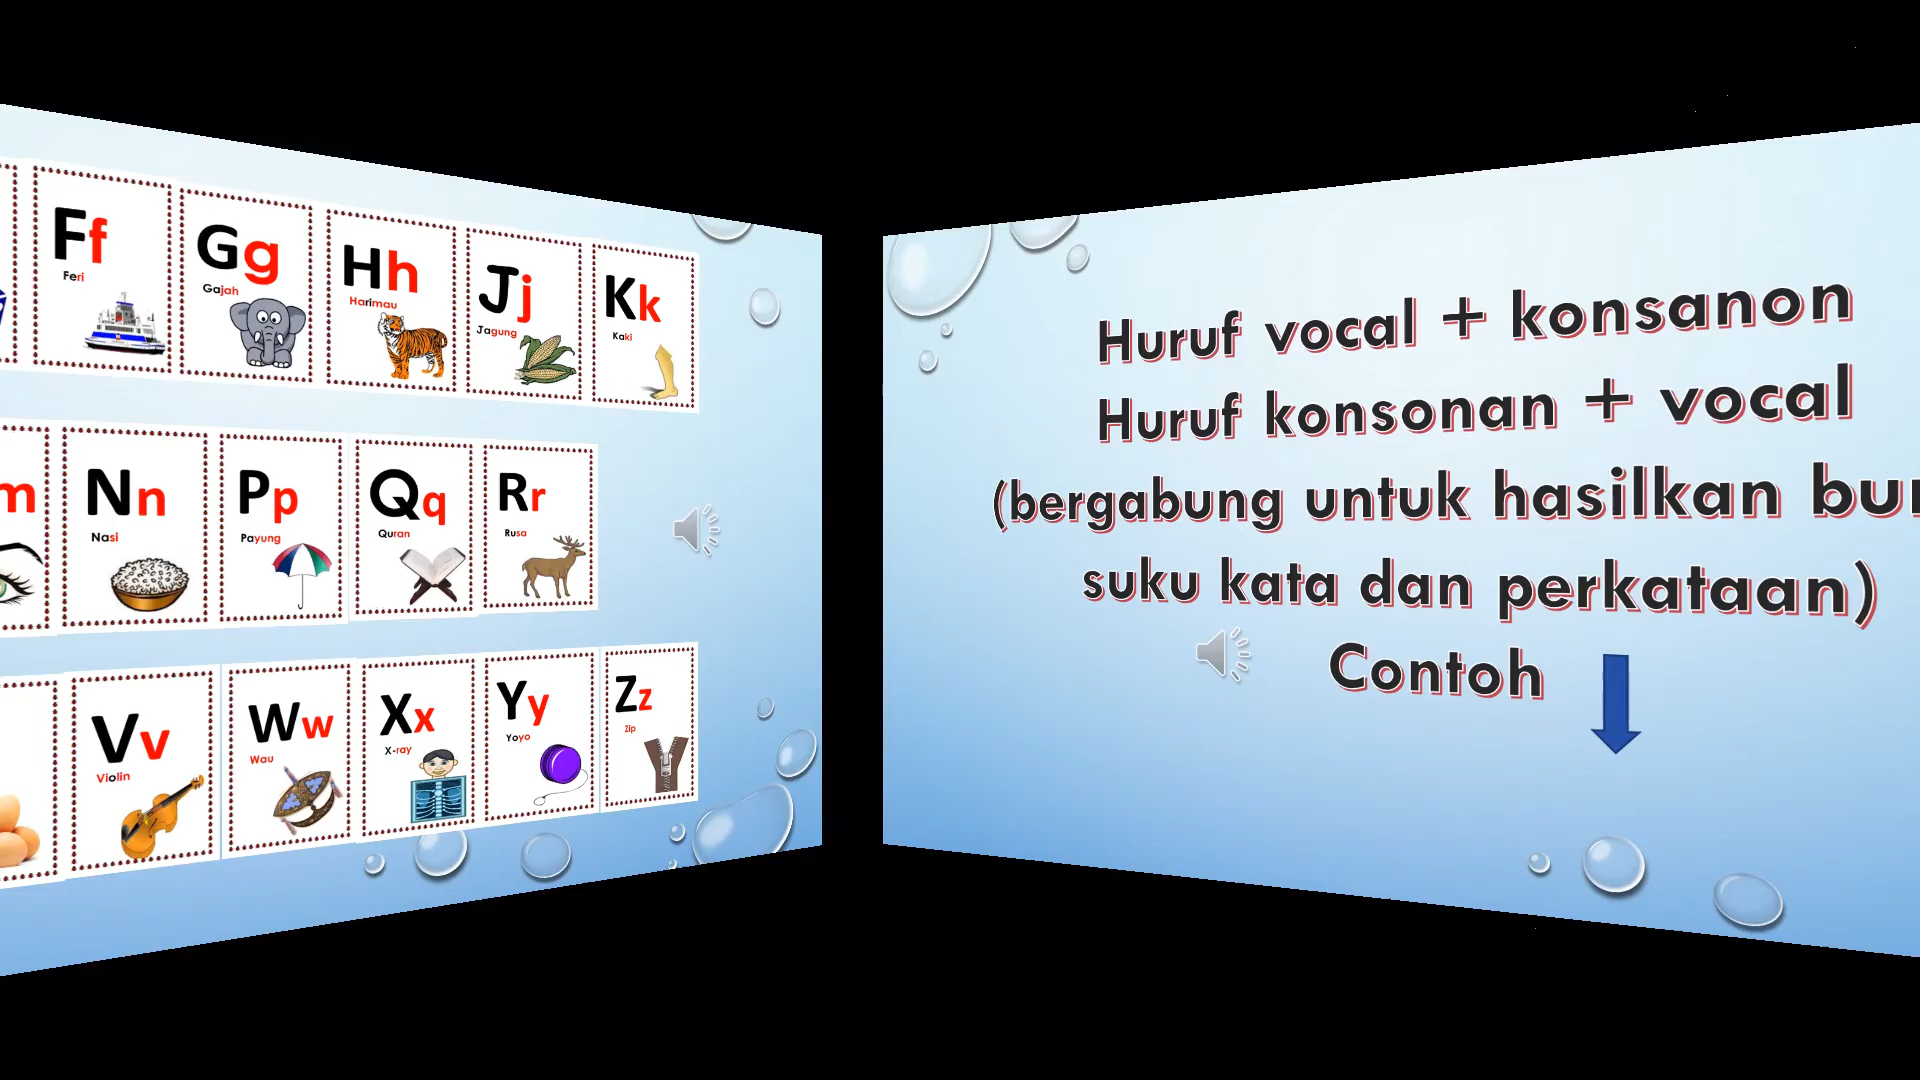 Ff
Feri
Gg
Gajah
Hh
Harimau
Jj
Jagung
Kk
Kaki
m
Nn
Nasi
Pp
Payung
Qq
Quran
Rr
Rusa
Vv
Violin
Ww
Wau
Xx
X-ray
Yy
Yoyo
Zz
Zip
Huruf vocal + konsanon
Huruf konsonan + vocal
(bergabung untuk hasilkan
suku kata dan perkataan)
Contoh